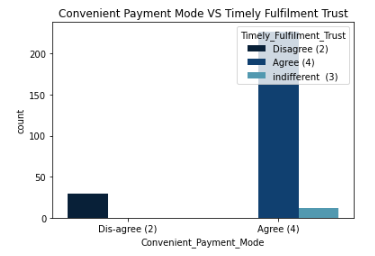 Convenient Payment Mode VS Timely Fulfilment Trust
Timely_Fulfilment_Trust
Disagree (2)
Agree (4)
indifferent  (3)
200
150
100
50
0
count
Dis-agree (2)
Agree (4)
Convenient_Payment_Mode